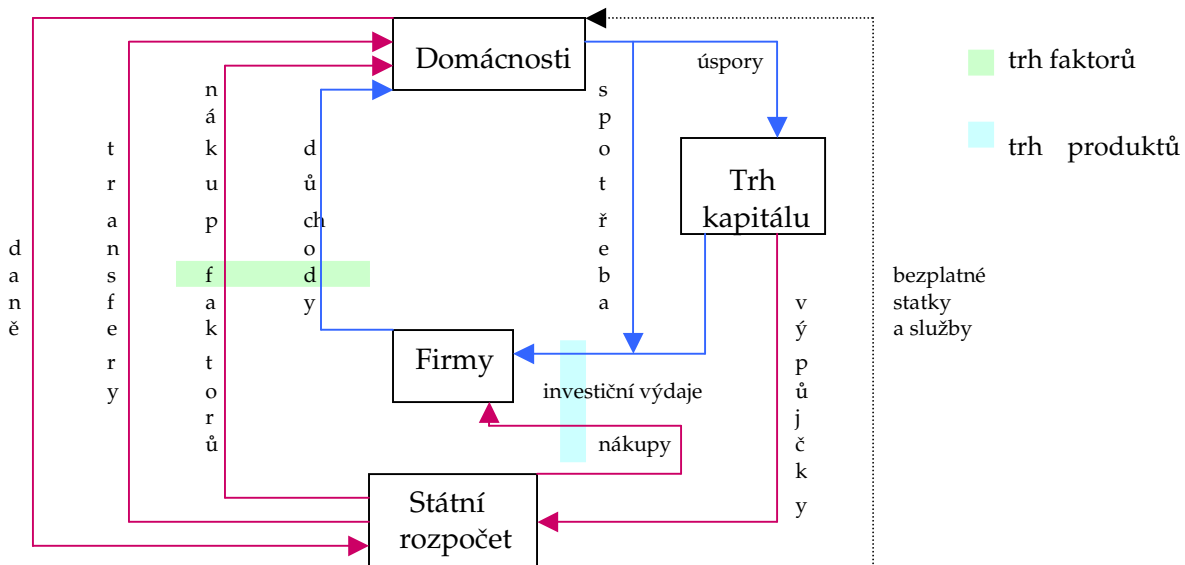 Domácnosti
úspory
trh faktorů
trh produktů
Trh
kapitálu
daně
transfery
nákup faktorů
důchody
spotřeba
bezplatné
statky
a služby
výpůjčky
Firmy
investiční výdaje
nákupy
Státní
rozpočet